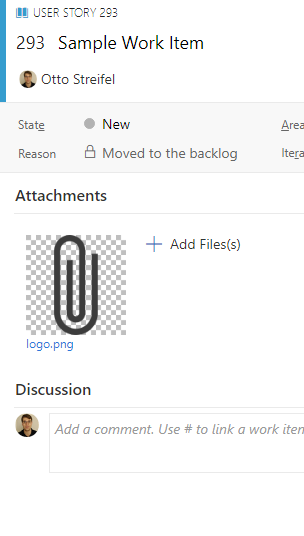 USER STORY 293
293 Sample Work Item
Otto Streifel
State New Area
Reason Moved to the backlog Itera
Attachments
Add Files(s)
logo.png
Discussion
Add a comment. Use # to link a work item